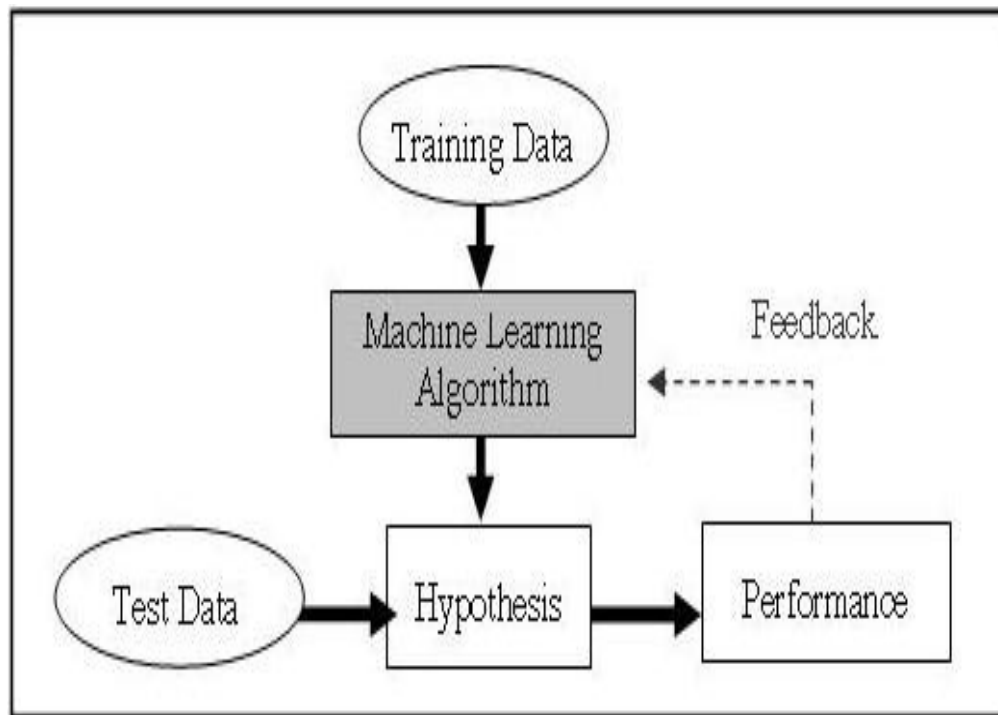 Training Data
Machine Learning
Algorithm
Feedback
Test Data
Hypothesis
Performance